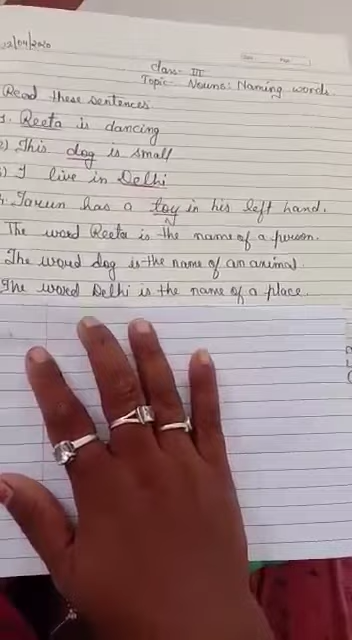 22/04/2020
Date Page
Class- III
Topic- Nouns: Naming words.
Read these sentences
1. Reeta is dancing
2) This dog is small
3) I live in Delhi
4. Tarun has a toy in his left hand.
The word Reeta is the name of a person.
The word dog is the name of an animal.
The word Delhi is the name of a place.